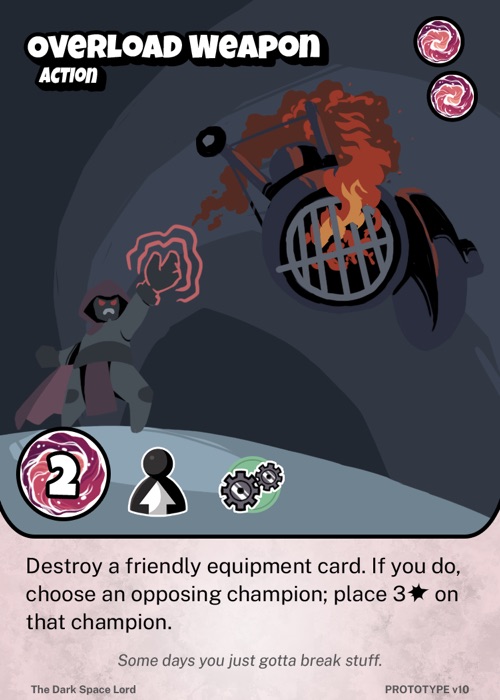 OVERLOAD WEAPON
ACTION
2
Destroy a friendly equipment card. If you do,
choose an opposing champion; place 3✸ on
that champion.
Some days you just gotta break stuff.
The Dark Space Lord
PROTOTYPE v10